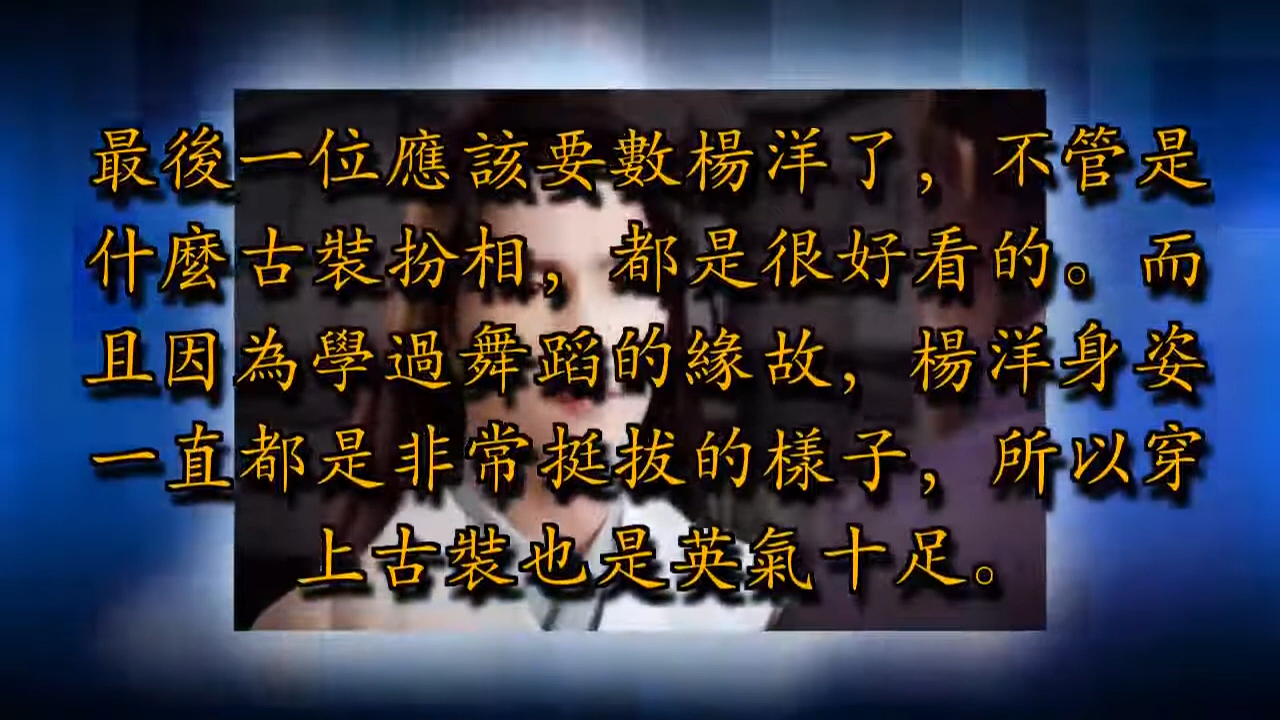 最後一位應該要數楊洋了，不管是
什麼古裝扮相，都是很好看的。而
且因為學過舞蹈的緣故，楊洋身姿
一直都是非常挺拔的樣子，所以穿
上古裝也是英氣十足。